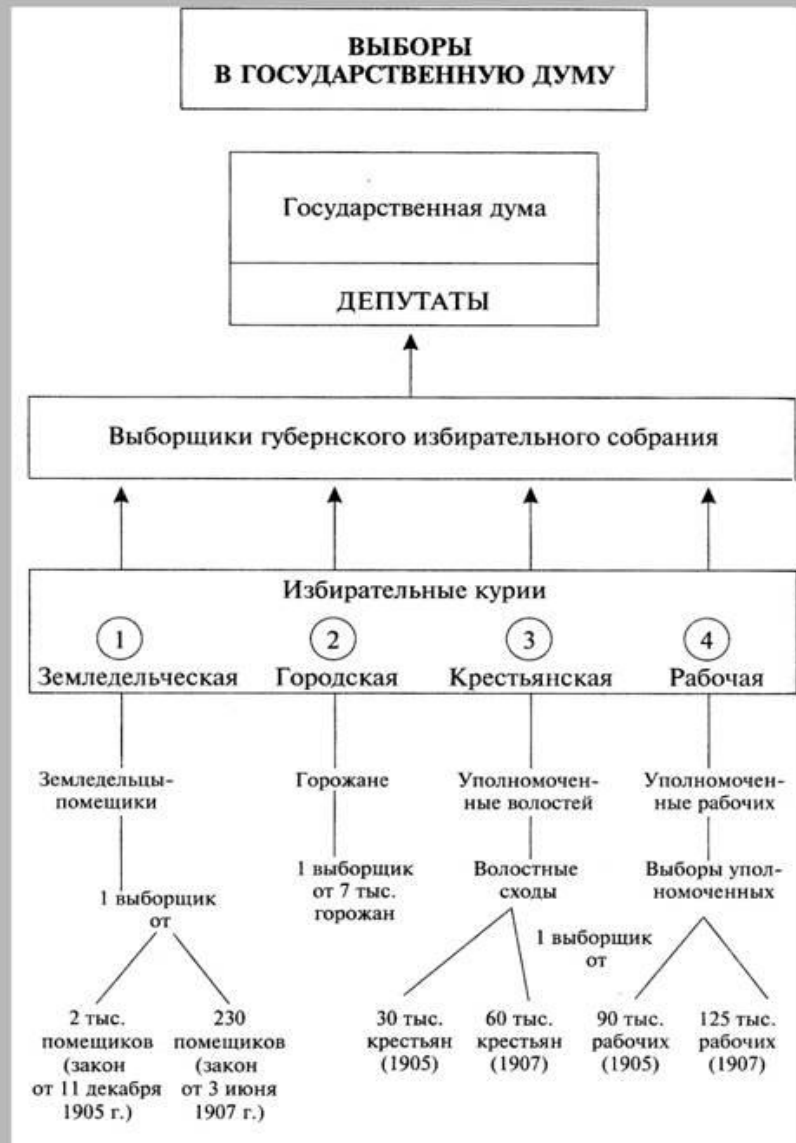 ВЫБОРЫ
В ГОСУДАРСТВЕННУЮ ДУМУ
Государственная дума
ДЕПУТАТЫ
Выборщики губернского избирательного собрания
Избирательные курии
1 2 3 4
Земледельческая Городская Крестьянская Рабочая
Земледельцы-
помещики
Горожане
Уполномочен-
ные волостей
Уполномочен-
ные рабочих
1 выборщик
от
1 выборщик
от 7 тыс.
горожан
Волостные
сходы
Выборы упол-
номоченных
1 выборщик
от
2 тыс.
помещиков
(закон
от 11 декабря
1905 г.)
230
помещиков
(закон
от 3 июня
1907 г.)
30 тыс.
крестьян
(1905)
60 тыс.
крестьян
(1907)
90 тыс.
рабочих
(1905)
125 тыс.
рабочих
(1907)